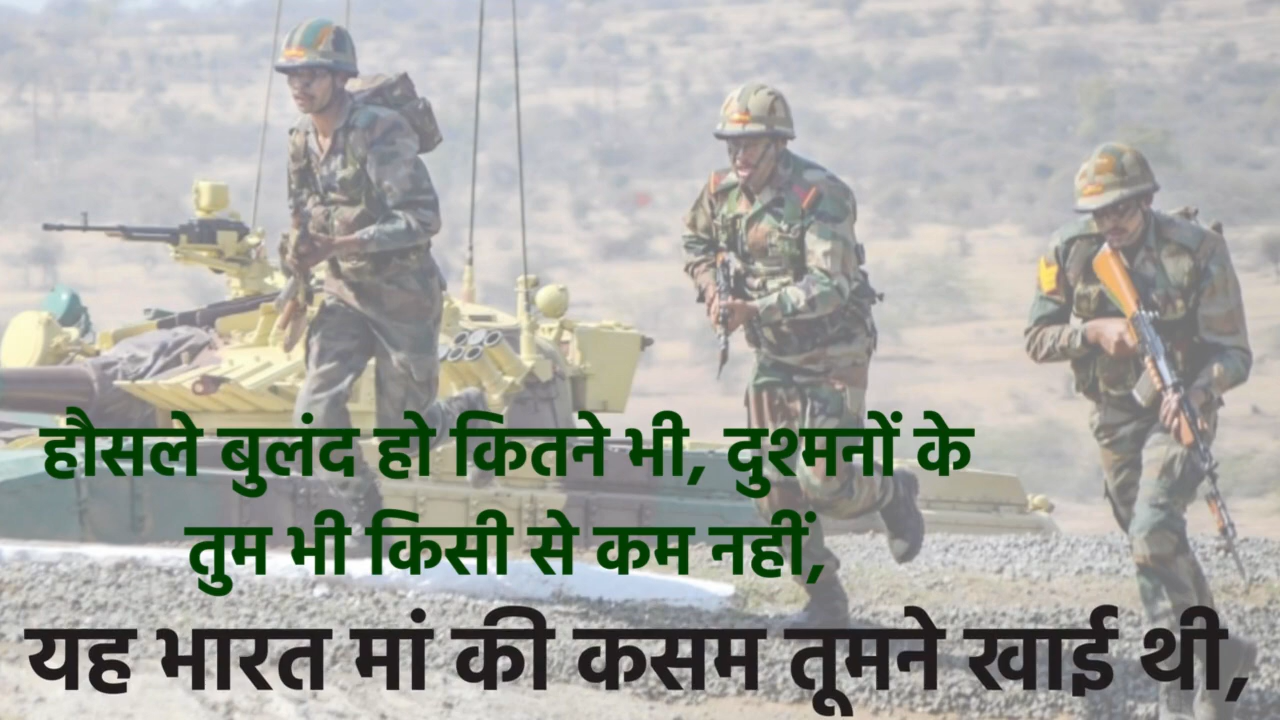 हौसले बुलंद हो कितने भी, दुश्मनों के
तुम भी किसी से कम नहीं,
यह भारत मां की कसम तूमने खाई थी,